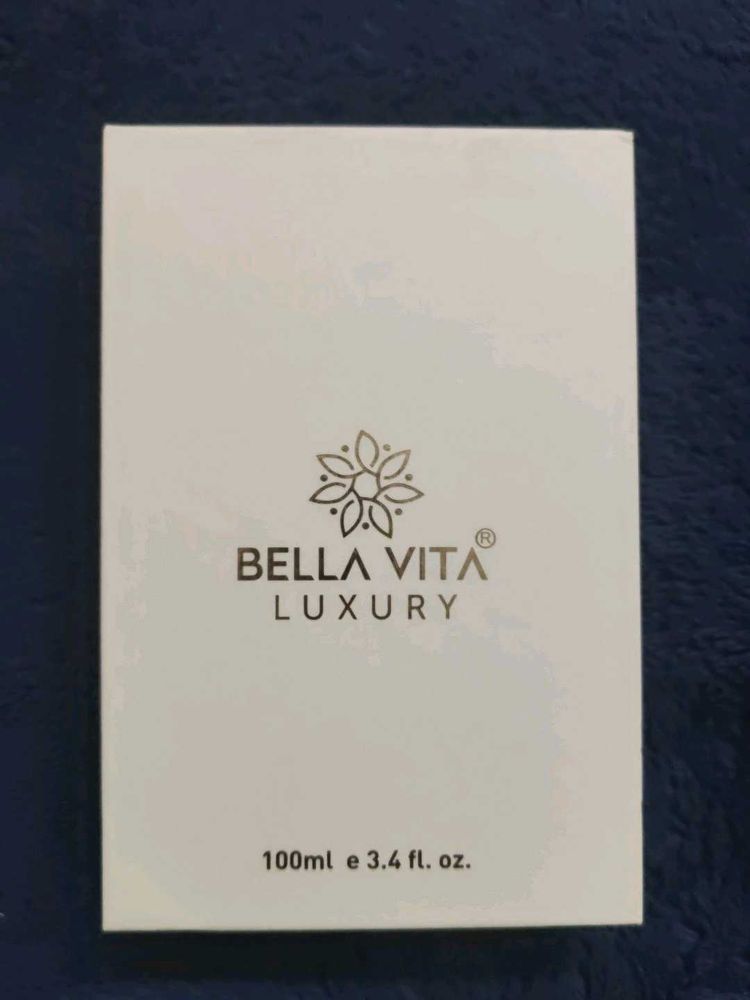 BELLA VITA®
LUXURY
100ml e 3.4 fl. oz.